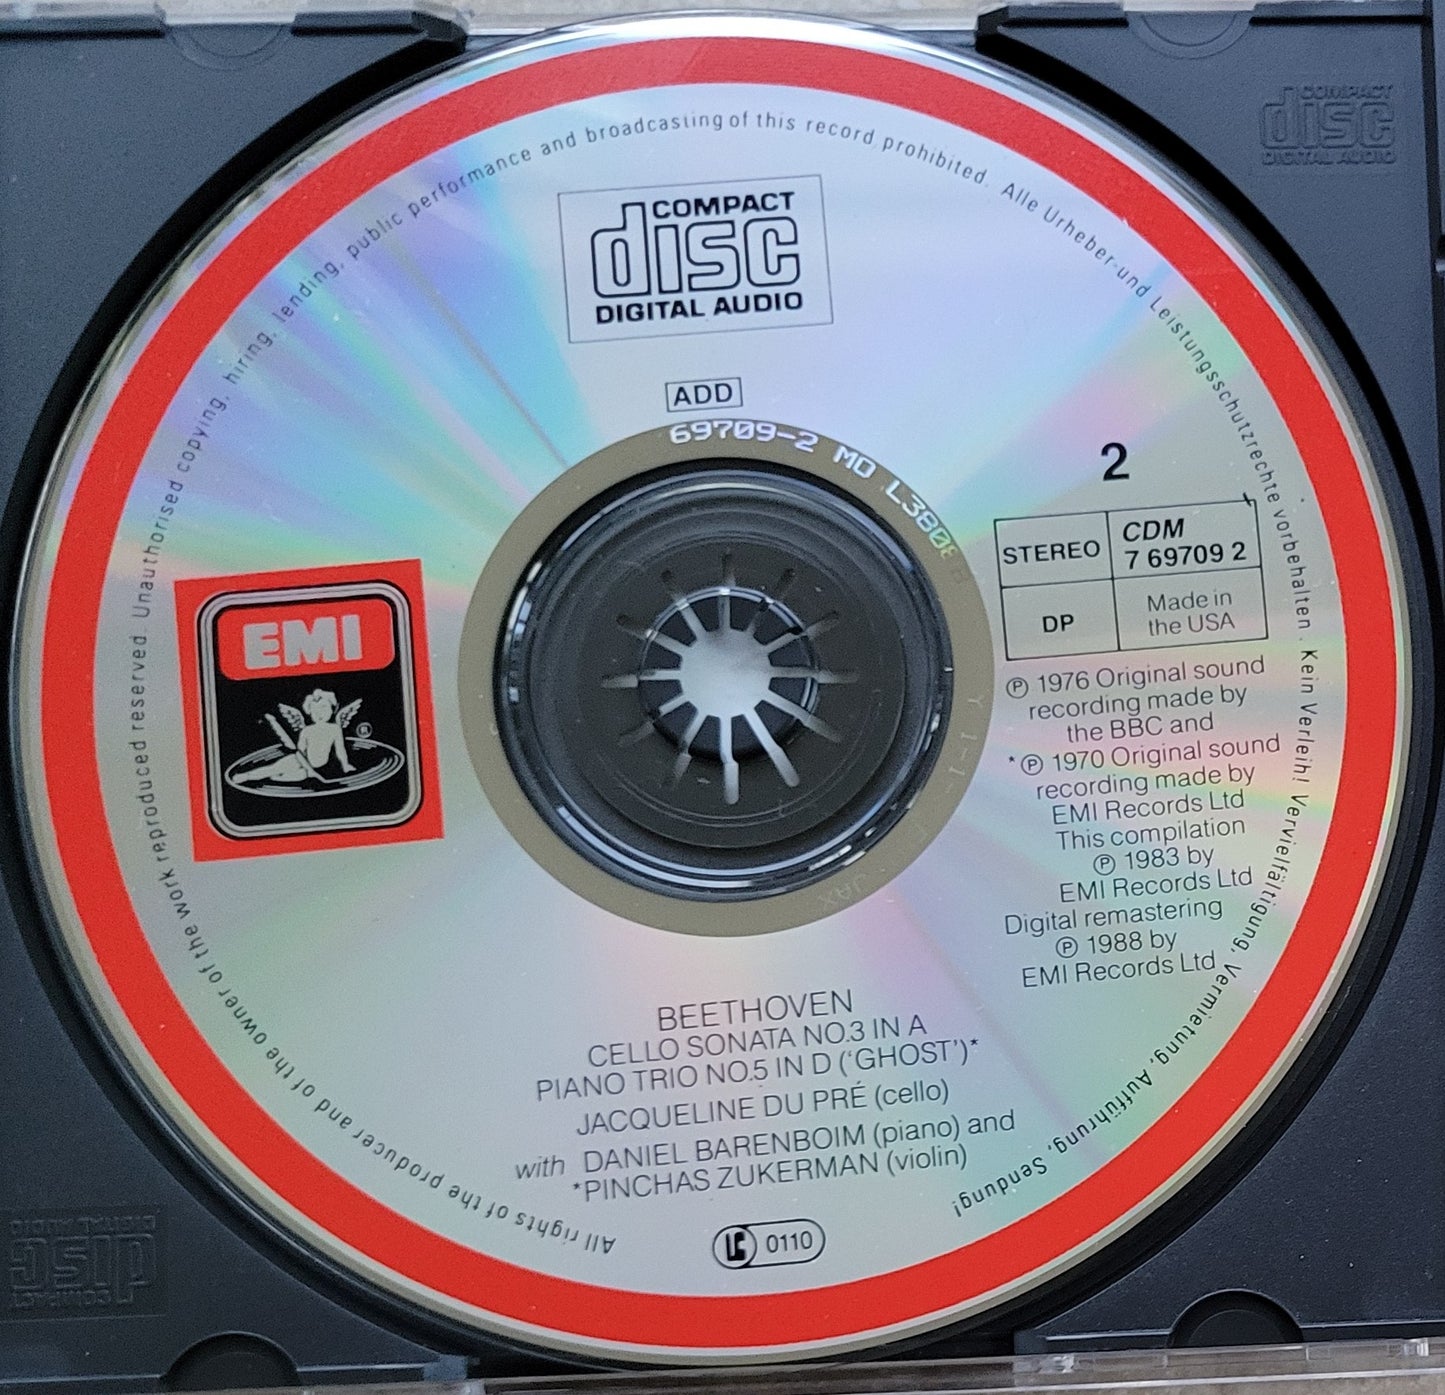 COMPACT
disc
DIGITAL AUDIO
ADD
69709-2 MO L380
2
STEREO
CDM
7 69709 2
DP
Made in
the USA
℗ 1976 Original sound
recording made by
the BBC and
*℗ 1970 Original sound
recording made by
EMI Records Ltd
This compilation
℗ 1983 by
EMI Records Ltd
Digital remastering
℗ 1988 by
EMI Records Ltd
EMI
®
BEETHOVEN
CELLO SONATA NO.3 IN A
PIANO TRIO NO.5 IN D (‘GHOST’)*
JACQUELINE DU PRÉ (cello)
with DANIEL BARENBOIM (piano) and
*PINCHAS ZUKERMAN (violin)
LC 0110
All rights of the producer and of the owner of the work reproduced reserved. Unauthorised copying, hiring, lending, public performance and broadcasting of this record prohibited. Alle Urheber-und Leistungsschutzrechte vorbehalten. Kein Verleih! Vervielfältigung, Vermietung, Aufführung, Sendung!
COMPACT
disc
DIGITAL AUDIO
COMPACT
disc
DIGITAL AUDIO